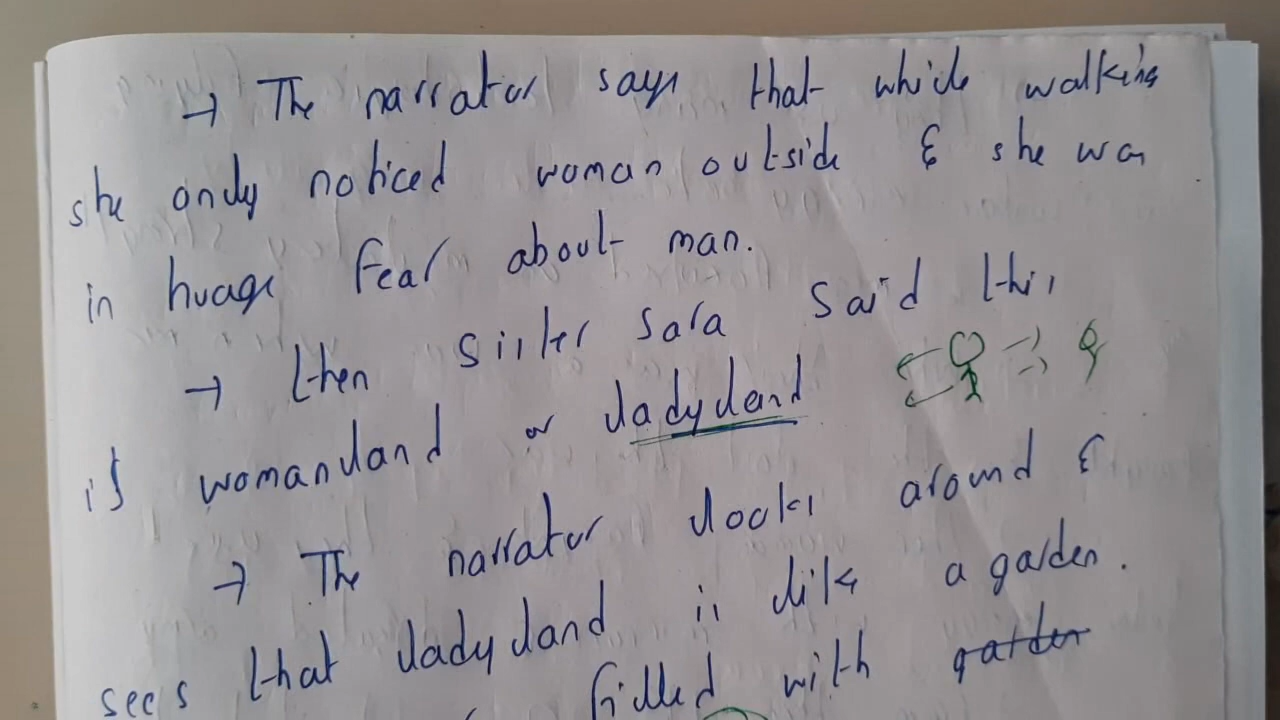 → The narrator says that while walking
she only noticed woman outside & she was
in huage fear about man.
→ then sister sara said this
is womanland or ladyland
→ The narrator looks around &
sees that ladyland is like a garden.
filled with garden